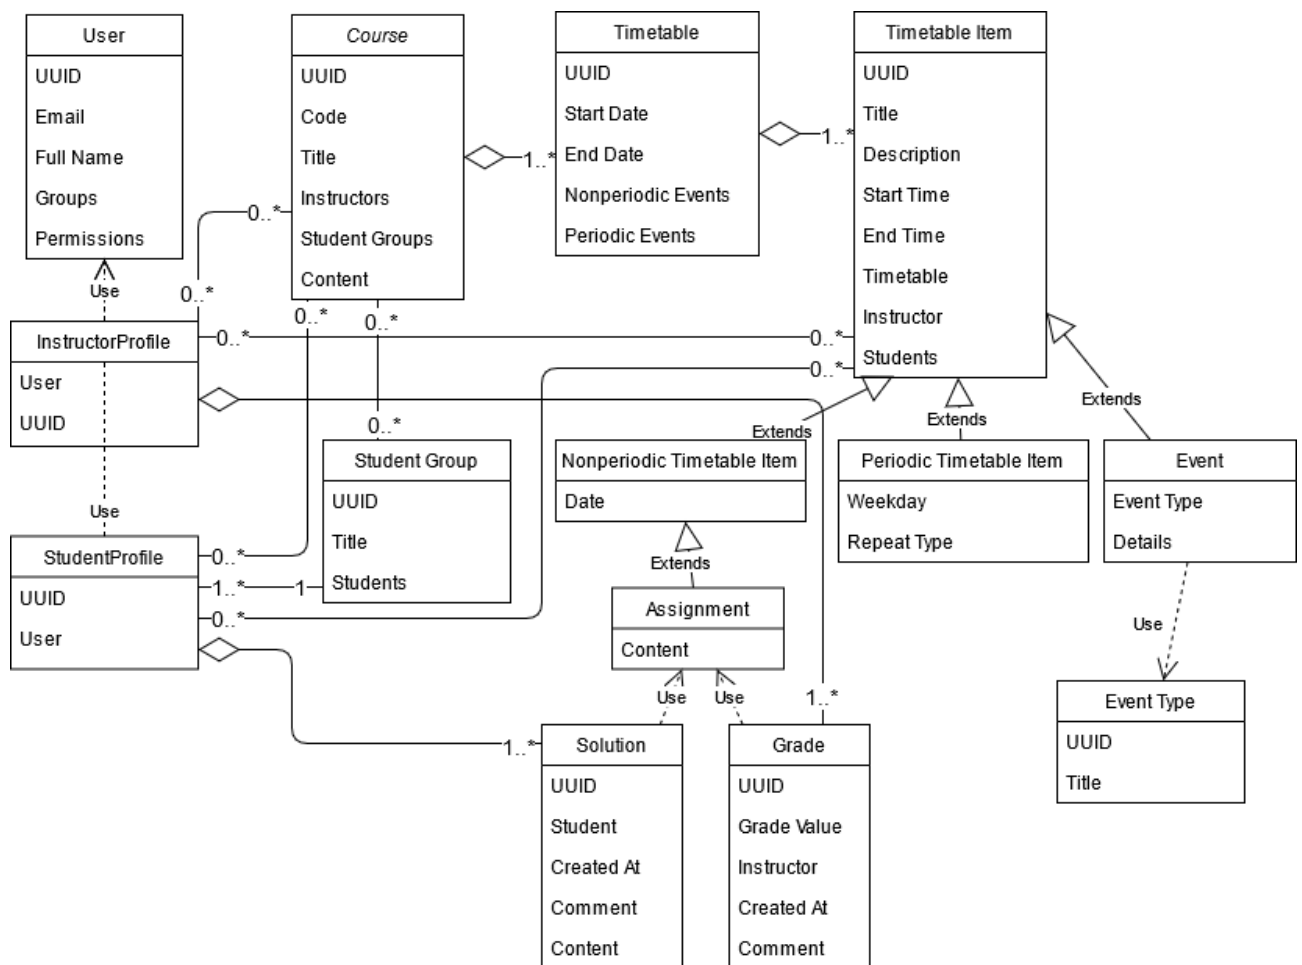 User
UUID
Email
Full Name
Groups
Permissions
Course
UUID
Code
Title
Instructors
Student Groups
Content
Timetable
UUID
Start Date
End Date
Nonperiodic Events
Periodic Events
Timetable Item
UUID
Title
Description
Start Time
End Time
Timetable
Instructor
Students
1..*
1..*
0..*
0..*
Use
0..*
0..*
0..*
0..*
0..*
InstructorProfile
User
UUID
Use
0..*
Student Group
UUID
Title
Students
Extends
Extends
Extends
Nonperiodic Timetable Item
Date
Periodic Timetable Item
Weekday
Repeat Type
Event
Event Type
Details
StudentProfile
UUID
User
0..*
1..*
1
0..*
Extends
Assignment
Content
Use
Use
Use
Event Type
UUID
Title
1..*
1..*
Solution
UUID
Student
Created At
Comment
Content
Grade
UUID
Grade Value
Instructor
Created At
Comment